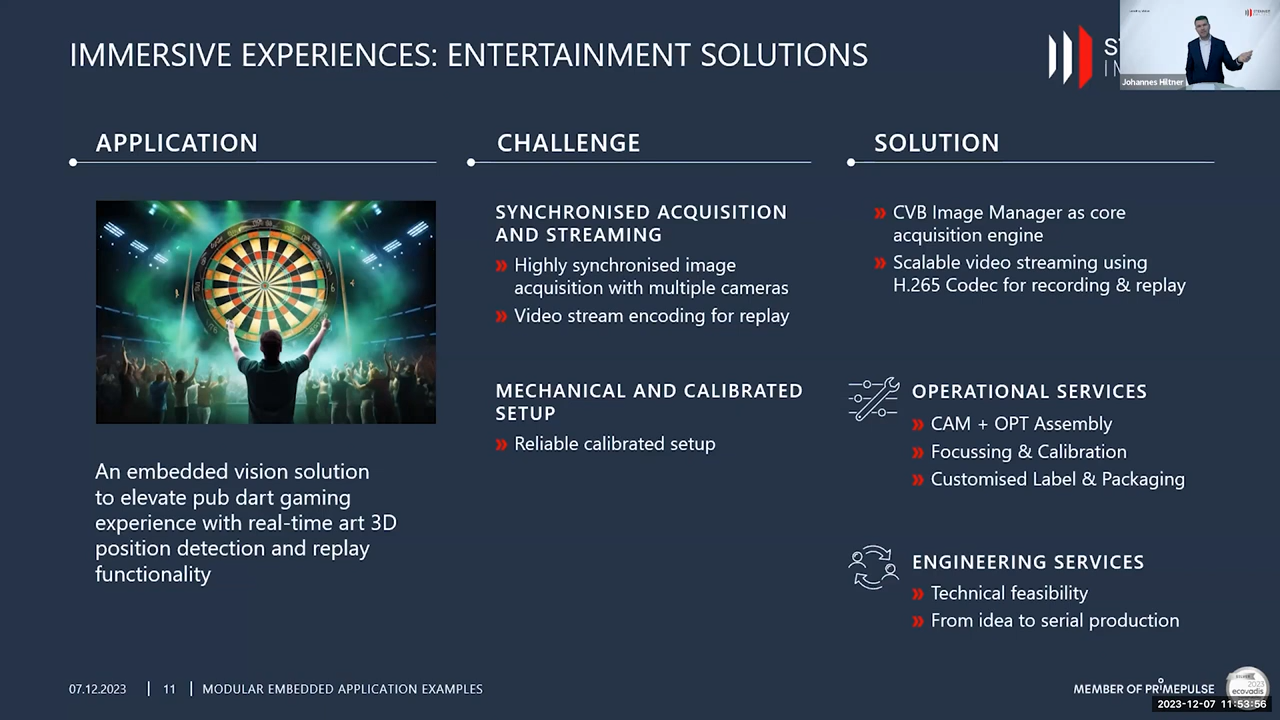 IMMERSIVE EXPERIENCES: ENTERTAINMENT SOLUTIONS
Johannes Hiltner
APPLICATION
An embedded vision solution
to elevate pub dart gaming
experience with real-time art 3D
position detection and replay
functionality
CHALLENGE
SYNCHRONISED ACQUISITION
AND STREAMING
» Highly synchronised image
acquisition with multiple cameras
» Video stream encoding for replay
MECHANICAL AND CALIBRATED
SETUP
» Reliable calibrated setup
SOLUTION
» CVB Image Manager as core
acquisition engine
» Scalable video streaming using
H.265 Codec for recording & replay
OPERATIONAL SERVICES
» CAM + OPT Assembly
» Focussing & Calibration
» Customised Label & Packaging
ENGINEERING SERVICES
» Technical feasibility
» From idea to serial production
07.12.2023 | 11 | MODULAR EMBEDDED APPLICATION EXAMPLES
MEMBER OF PRIMEPULSE
2023
ecovadis
2023-12-07 11:53:56